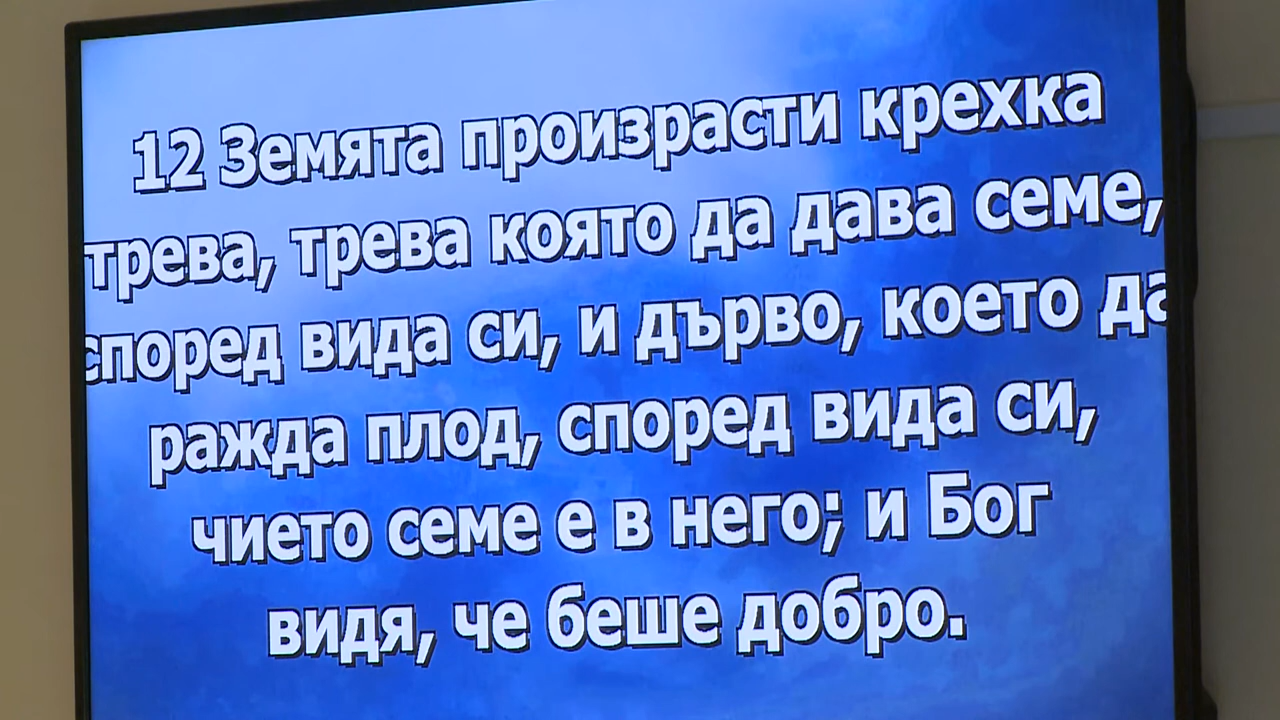 12 Земята произрасти крехка
трева, трева която да дава семе,
според вида си, и дърво, което да
ражда плод, според вида си,
чието семе е в него; и Бог
видя, че беше добро.